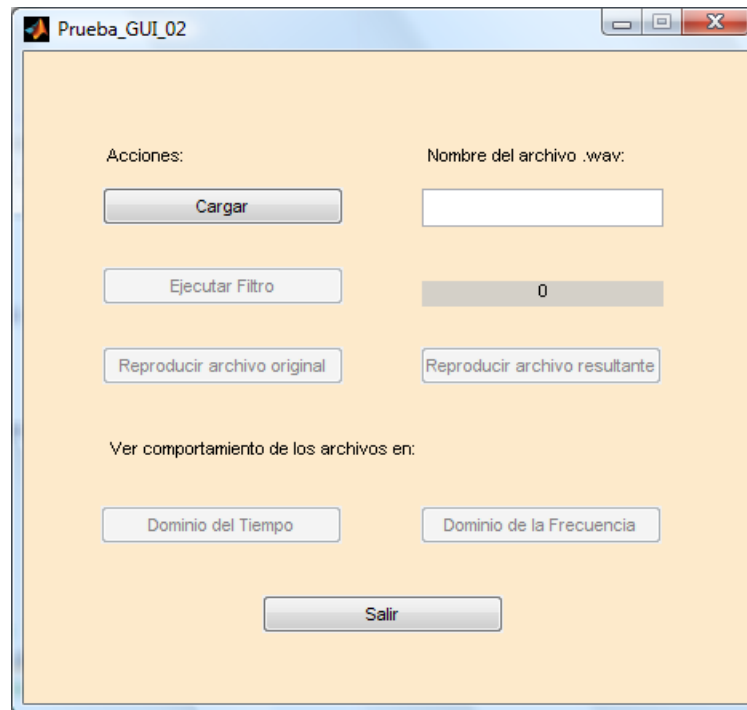 Prueba_GUI_02
Acciones:
Nombre del archivo .wav:
Cargar
Ejecutar Filtro
0
Reproducir archivo original
Reproducir archivo resultante
Ver comportamiento de los archivos en:
Dominio del Tiempo
Dominio de la Frecuencia
Salir